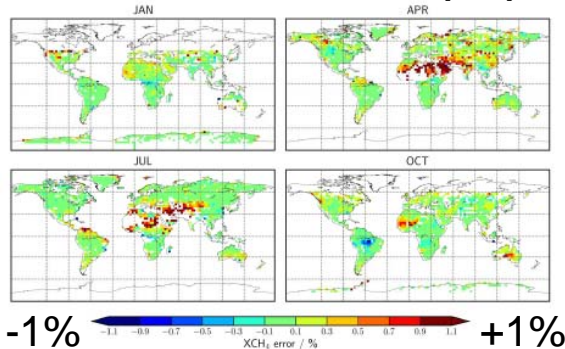 JAN APR
JUL OCT
-1% +1%
-1.1 -0.9 -0.7 -0.5 -0.3 -0.1 0.1 0.3 0.5 0.7 0.9 1.1
XCH₄ error / %